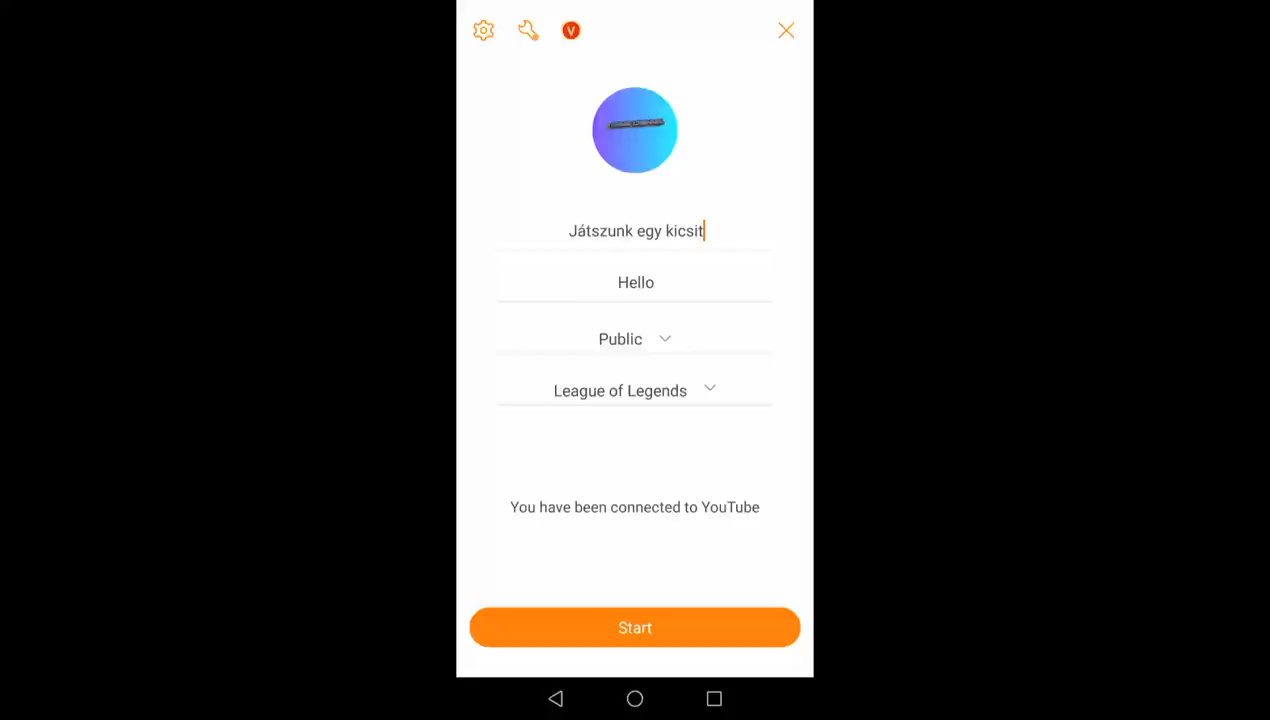 V
Játszunk egy kicsit
Hello
Public
League of Legends
You have been connected to YouTube
Start